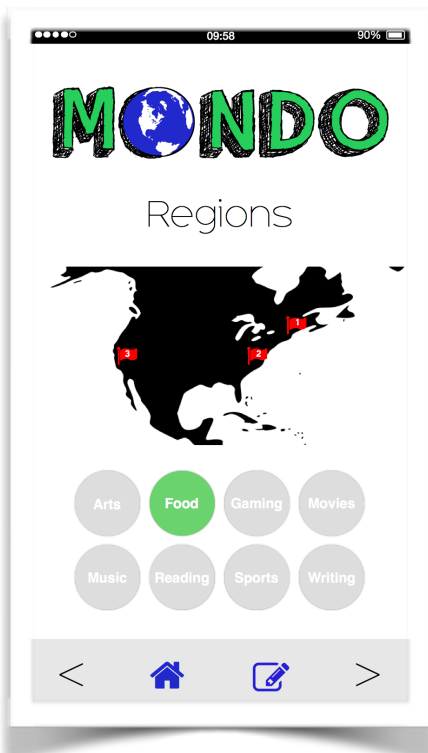 09:58 90%
MONDO
Regions
1
3 2
Arts Food Gaming Movies
Music Reading Sports Writing
< >